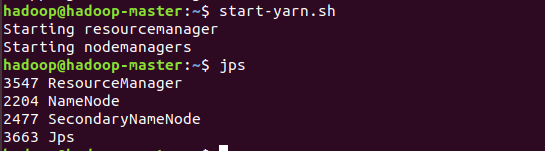 hadoop@hadoop-master:~$ start-yarn.sh
Starting resourcemanager
Starting nodemanagers
hadoop@hadoop-master:~$ jps
3547 ResourceManager
2204 NameNode
2477 SecondaryNameNode
3663 Jps
hadoop@hadoop-master:~$